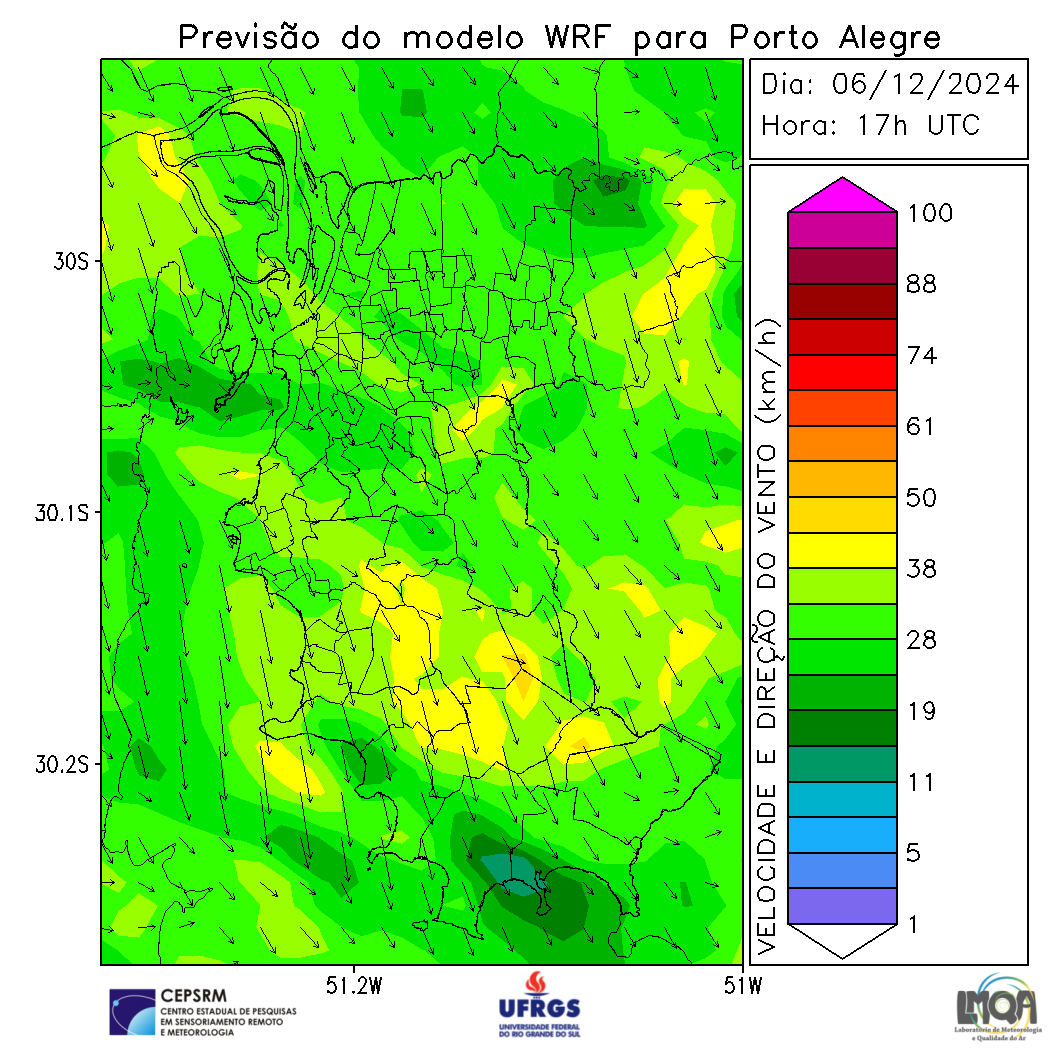 Previsão do modelo WRF para Porto Alegre
Dia: 06/12/2024
Hora: 17h UTC
100
88
74
61
50
38
28
19
11
5
1
VELOCIDADE E DIREÇÃO DO VENTO (km/h)
30S
30.1S
30.2S
51.2W
51W
CEPSRM
CENTRO ESTADUAL DE PESQUISAS
EM SENSORIAMENTO REMOTO
E METEOROLOGIA
UFRGS
UNIVERSIDADE FEDERAL
DO RIO GRANDE DO SUL
LMQA
Laboratório de Meteorologia
e Qualidade do Ar